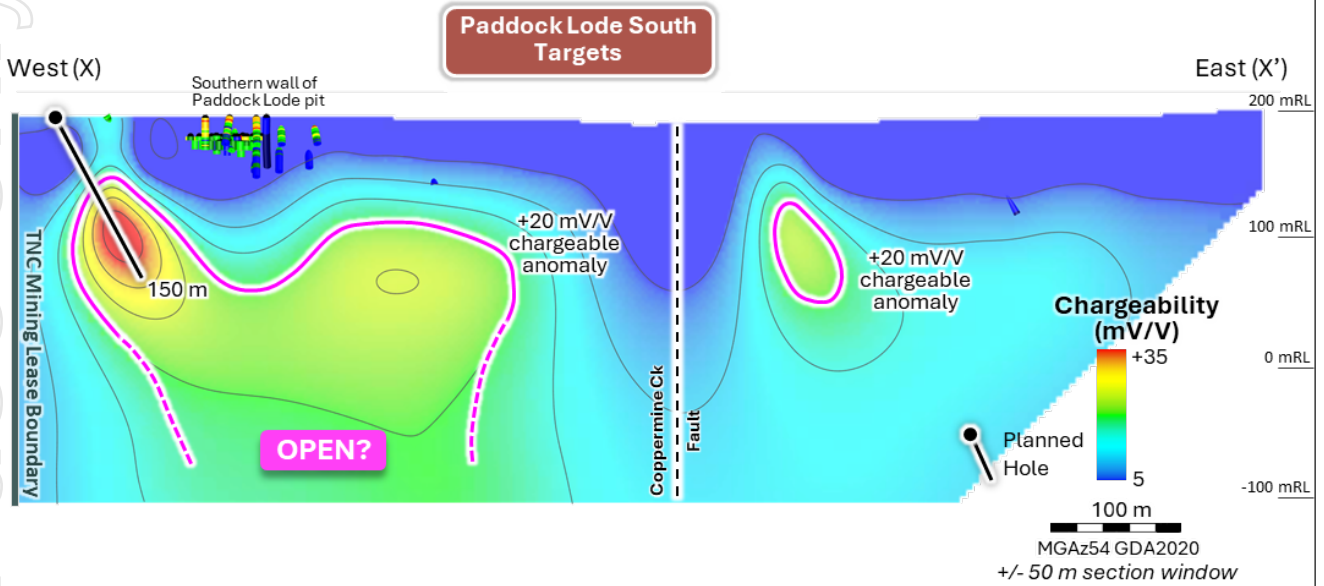 Paddock Lode South
Targets
West (X)
East (X’)
Southern wall of
Paddock Lode pit
200 mRL
+20 mV/V
chargeable
anomaly
100 mRL
+20 mV/V
chargeable
anomaly
150 m
TNC Mining Lease Boundary
Chargeability
(mV/V)
+35
0 mRL
Coppermine Ck
Fault
OPEN?
Planned
Hole
5
-100 mRL
100 m
MGAz54 GDA2020
+/- 50 m section window